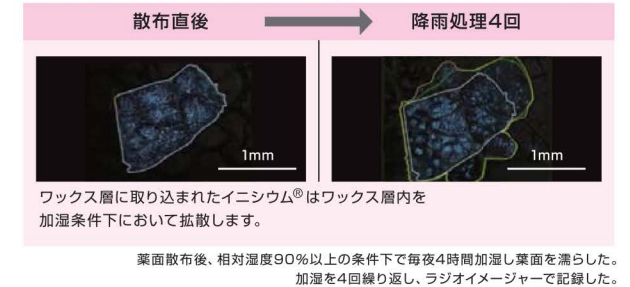 散布直後
降雨処理4回
1mm
1mm
ワックス層に取り込まれたイニシウム®はワックス層内を
加湿条件下において拡散します。
薬面散布後、相対湿度90%以上の条件下で毎夜4時間加湿し葉面を濡らした。
加湿を4回繰り返し、ラジオイメージャーで記録した。